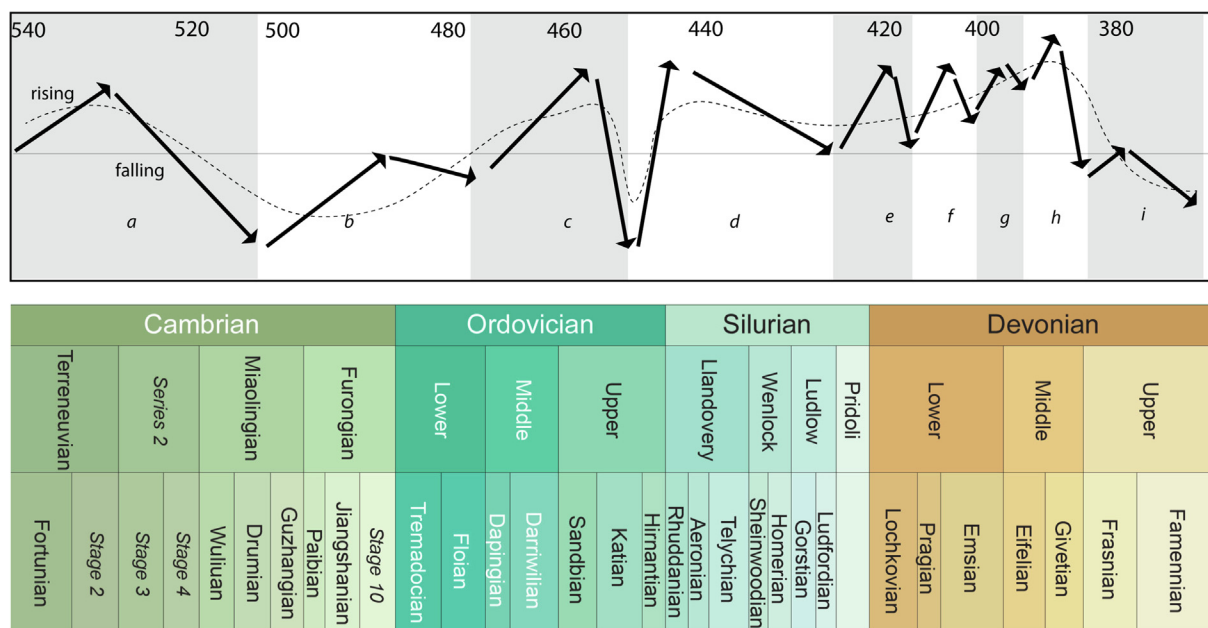 540 520 500 480 460 440 420 400 380
rising
falling
a b c d e f g h i
Cambrian Ordovician Silurian Devonian
Terreneuvian Series 2 Miaolingian Furongian Lower Middle Upper Llandovery Wenlock Ludlow Pridoli Lower Middle Upper
Fortunian Stage 2 Stage 3 Stage 4 Wuliuan Drumian Guzhangian Paibian Jiangshanian Stage 10 Tremadocian Floian Dapingian Darriwilian Sandbian Katian Hirnantian Rhuddanian Aeronian Telychian Sheinwoodian Homerian Gorstian Ludfordian Lochkovian Pragian Emsian Eifelian Givetian Frasnian Famennian